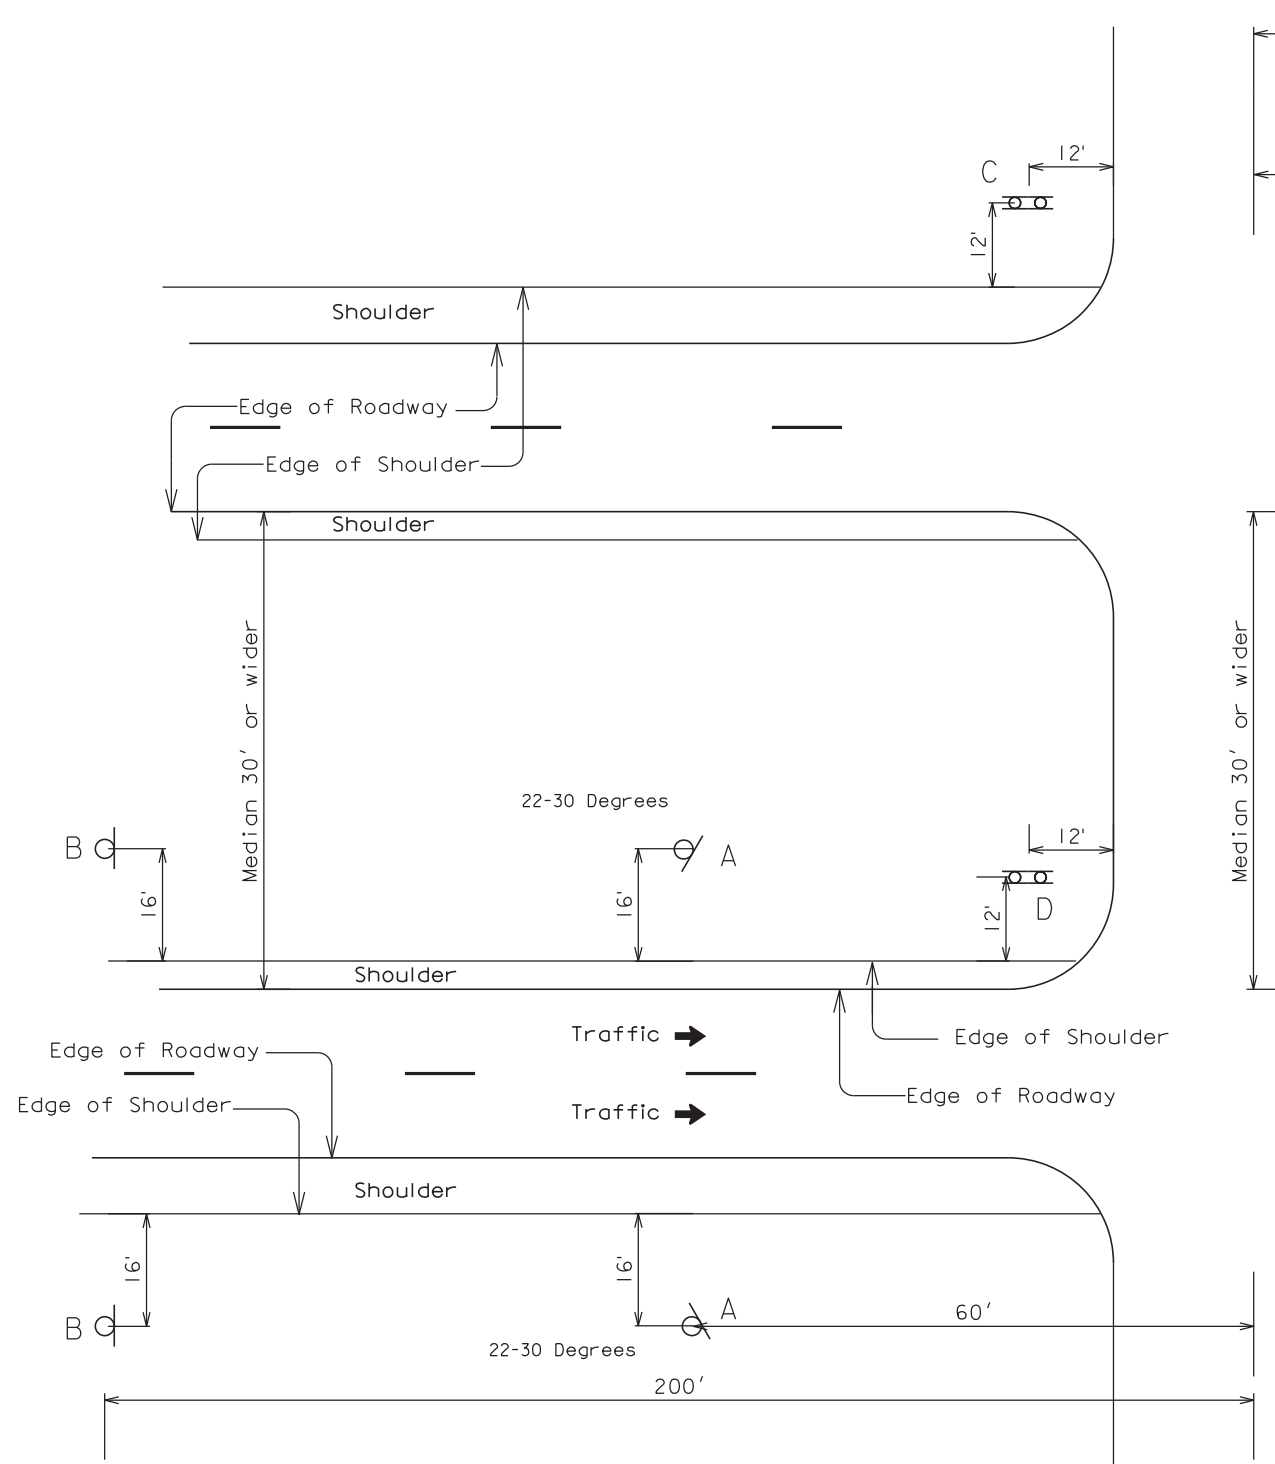 12'
C
12'
Shoulder
Edge of Roadway
Edge of Shoulder
Shoulder
Median 30' or wider
Median 30' or wider
22-30 Degrees
12'
B
A
16'
16'
12'
D
Shoulder
Traffic
Edge of Shoulder
Edge of Roadway
Edge of Roadway
Edge of Shoulder
Traffic
Shoulder
16'
16'
A
60'
B
22-30 Degrees
200'